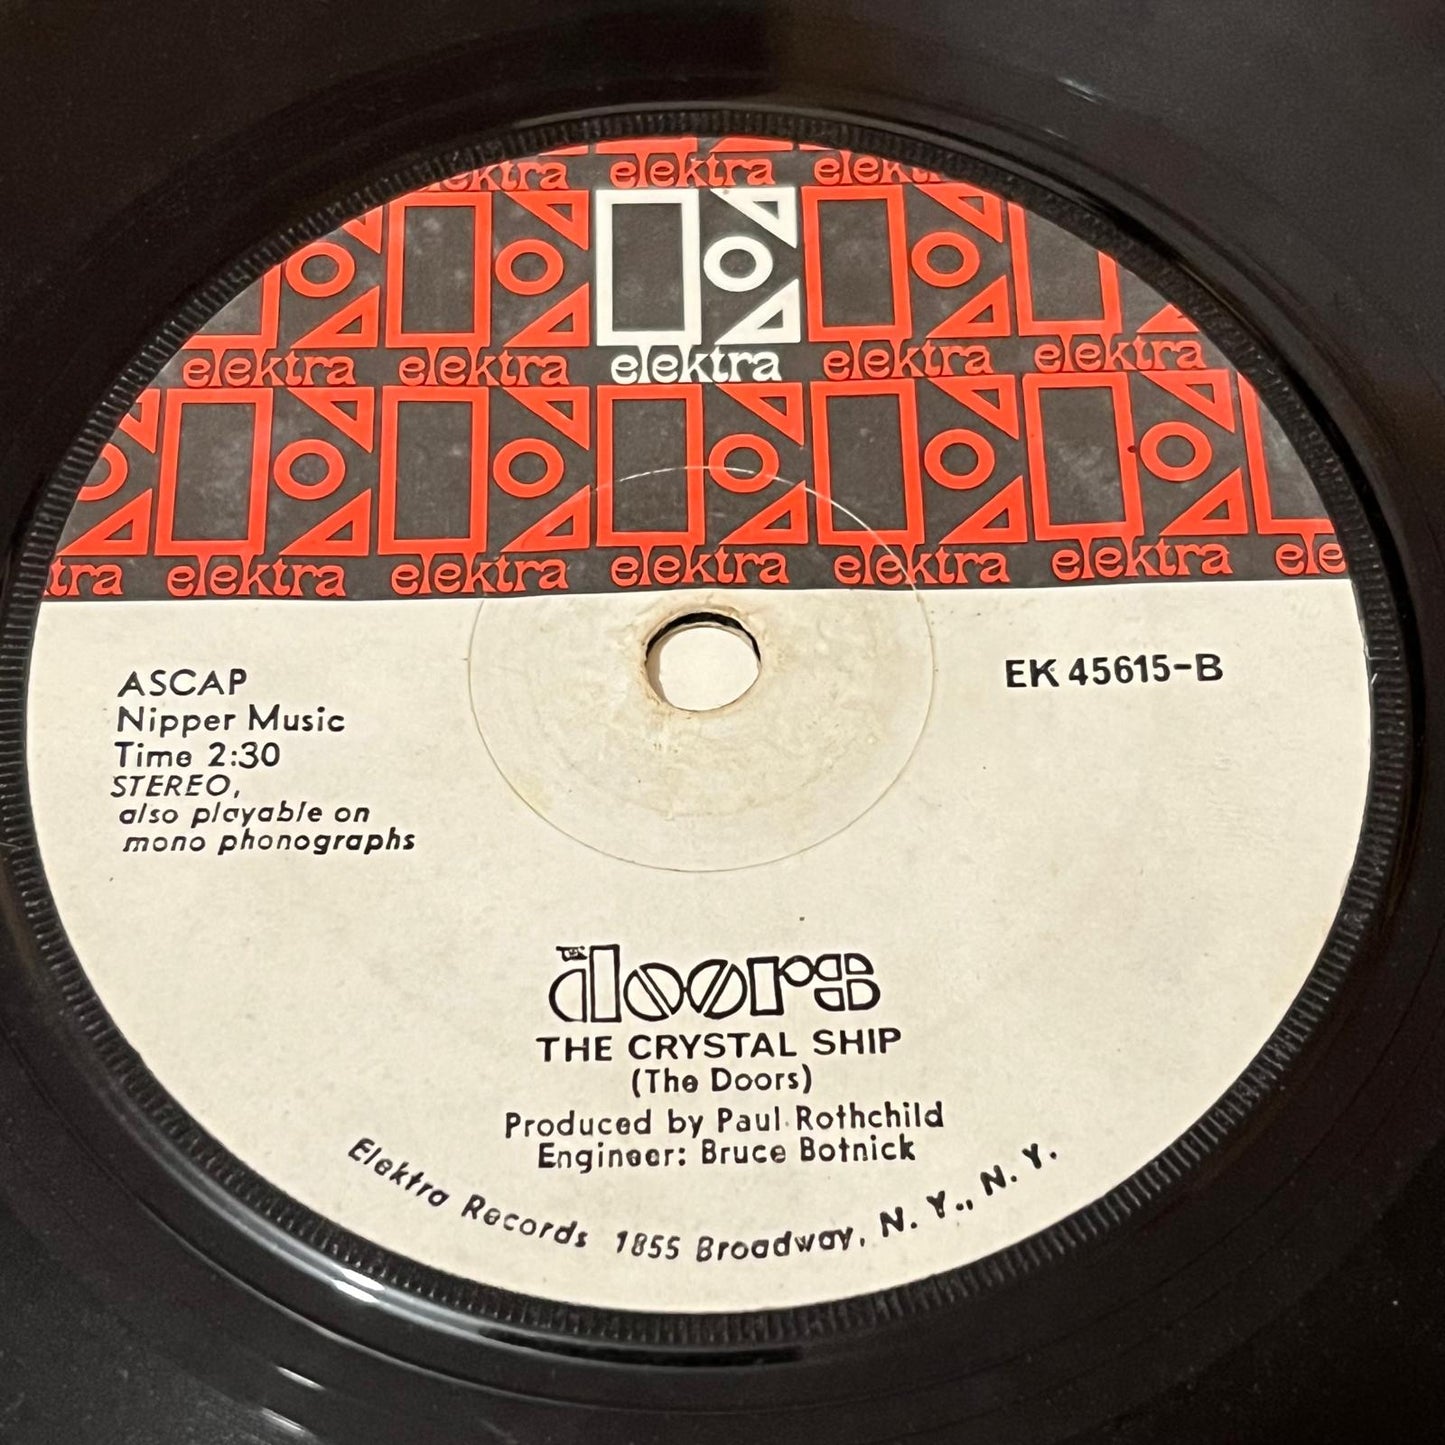 elektra elektra elektra
elektra elektra elektra elektra elektra
tra elektra elektra elektra elektra elektra ele
ASCAP
Nipper Music
Time 2:30
STEREO,
also playable on
mono phonographs
EK 45615-B
THE doors
THE CRYSTAL SHIP
(The Doors)
Produced by Paul Rothchild
Engineer: Bruce Botnick
Elektra Records 1855 Broadway, N. Y., N. Y.